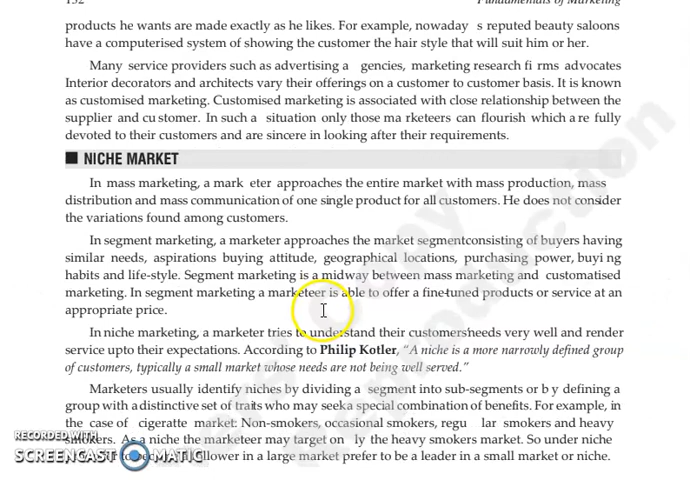 132 Fundamentals of Marketing
products he wants are made exactly as he likes. For example, nowaday s reputed beauty saloons
have a computerised system of showing the customer the hair style that will suit him or her.
Many service providers such as advertising a gencies, marketing research fi rms advocates
Interior decorators and architects vary their offerings on a customer to customer basis. It is known
as customised marketing. Customised marketing is associated with close relationship between the
supplier and cu stomer. In such a situation only those ma rketeers can flourish which a re fully
devoted to their customers and are sincere in looking after their requirements.
NICHE MARKET
In mass marketing, a mark eter approaches the entire market with mass production, mass
distribution and mass communication of one single product for all customers. He does not consider
the variations found among customers.
In segment marketing, a marketer approaches the market segmentconsisting of buyers having
similar needs, aspirations buying attitude, geographical locations, purchasing power, buyi ng
habits and life-style. Segment marketing is a midway between mass marketing and customatised
marketing. In segment marketing a marketeer is able to offer a fine-tuned products or service at an
appropriate price.
In niche marketing, a marketer tries to understand their customers' needs very well and render
service upto their expectations. According to Philip Kotler, "A niche is a more narrowly defined group
of customers, typically a small market whose needs are not being well served."
Marketers usually identify niches by dividing a segment into sub-segments or b y defining a
group with a distinctive set of traits who may seek a special combination of benefits. For example, in
the case of cigeratte market: Non-smokers, occasional smokers, regu lar smokers and heavy
smokers. As a niche the marketeer may target on ly the heavy smokers market. So under niche
follower in a large market prefer to be a leader in a small market or niche.
RECORDED WITH
SCREENCAST MATIC